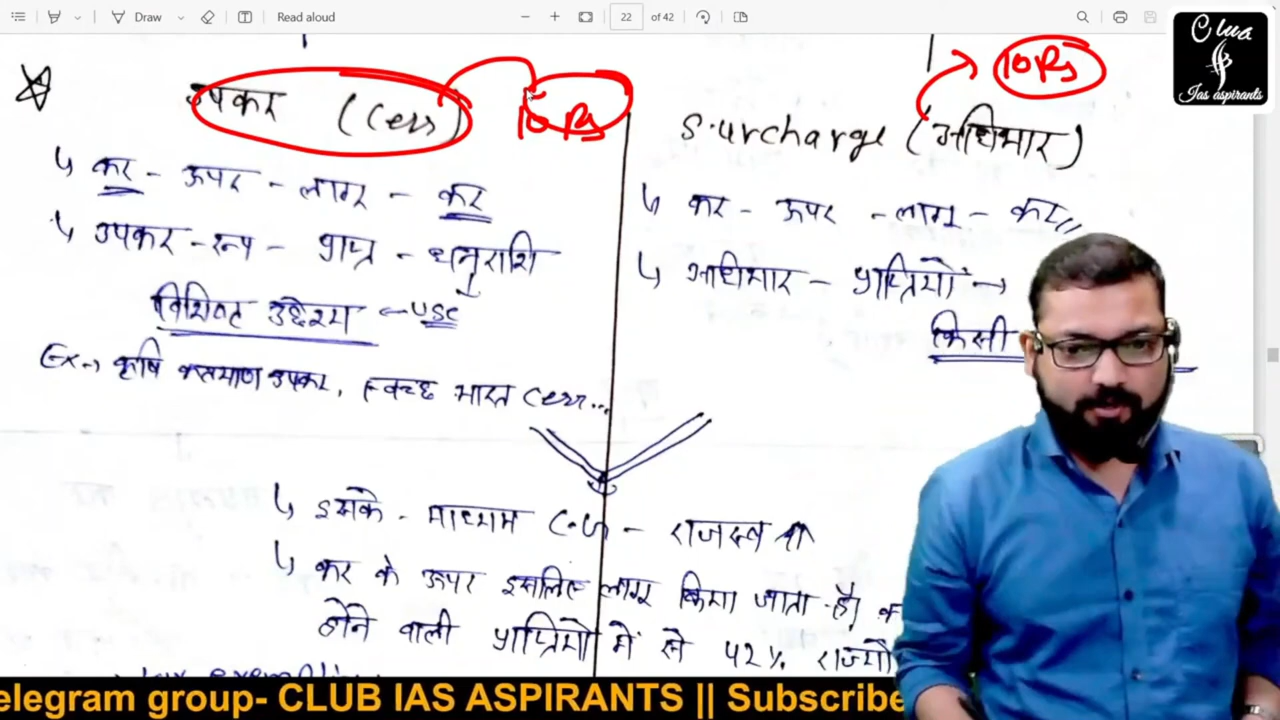 Draw
Read aloud
22 of 42
Clua
Ias aspirants
उपकर (Cess)
10 Rs
10 Rs
Surcharge (अधिभार)
↳ कर - ऊपर - लागू - कर
↳ उपकर - रूप - प्राप्त - धनराशि
विशिष्ट उद्देश्य ← use
Ex→ कृषि कल्याण उपकर, स्वच्छ भारत Cess...
↳ कर - ऊपर - लागू - कर
↳ अधिभार - प्राप्तियों →
किसी
↳ इसके - माध्यम C.G - राजस्व
↳ कर के ऊपर इसलिए लागू किया जाता है,
होने वाली प्राप्तियों में से 42% राज्यों
elegram group- CLUB IAS ASPIRANTS || Subscribe